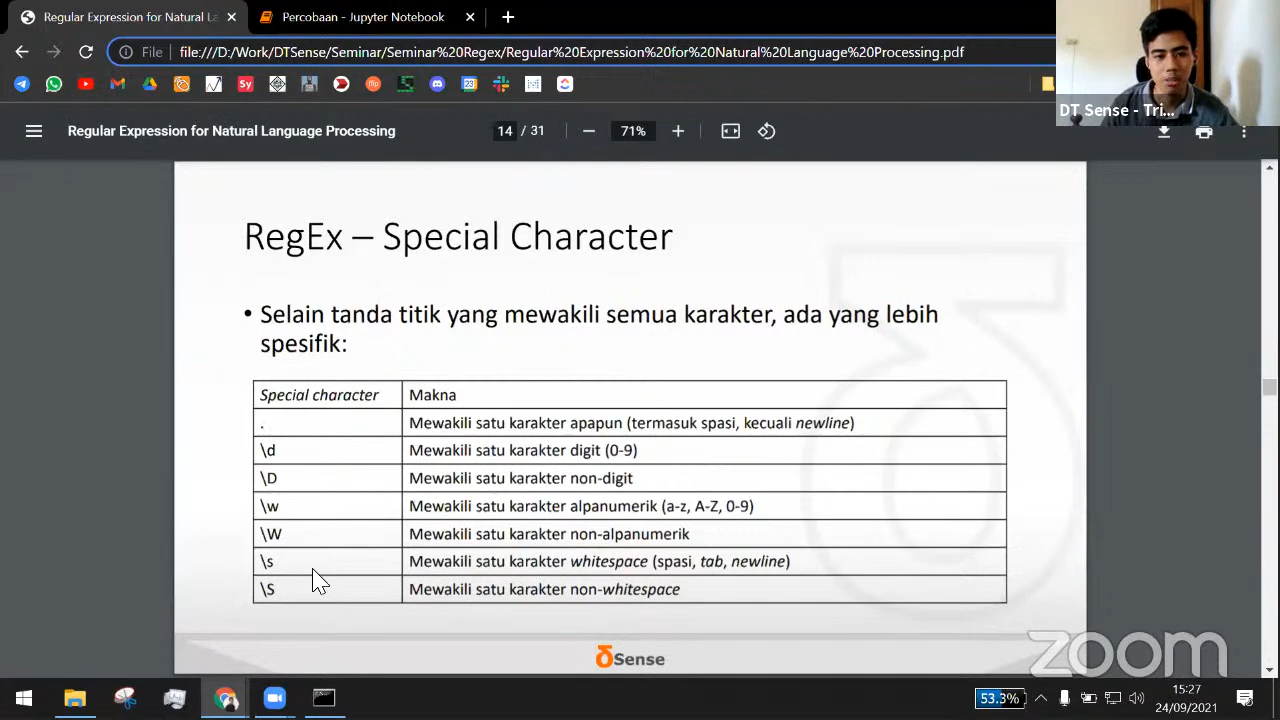 Regular Expression for Natural La
Percobaan - Jupyter Notebook
File file:///D:/Work/DTSense/Seminar/Seminar%20Regex/Regular%20Expression%20for%20Natural%20Language%20Processing.pdf
DT Sense - Tri...
Regular Expression for Natural Language Processing
14 / 31
71%
RegEx – Special Character
• Selain tanda titik yang mewakili semua karakter, ada yang lebih
spesifik:
Special character Makna
. Mewakili satu karakter apapun (termasuk spasi, kecuali newline)
\d Mewakili satu karakter digit (0-9)
\D Mewakili satu karakter non-digit
\w Mewakili satu karakter alpanumerik (a-z, A-Z, 0-9)
\W Mewakili satu karakter non-alpanumerik
\s Mewakili satu karakter whitespace (spasi, tab, newline)
\S Mewakili satu karakter non-whitespace
δSense
zoom
53.3%
15:27
24/09/2021